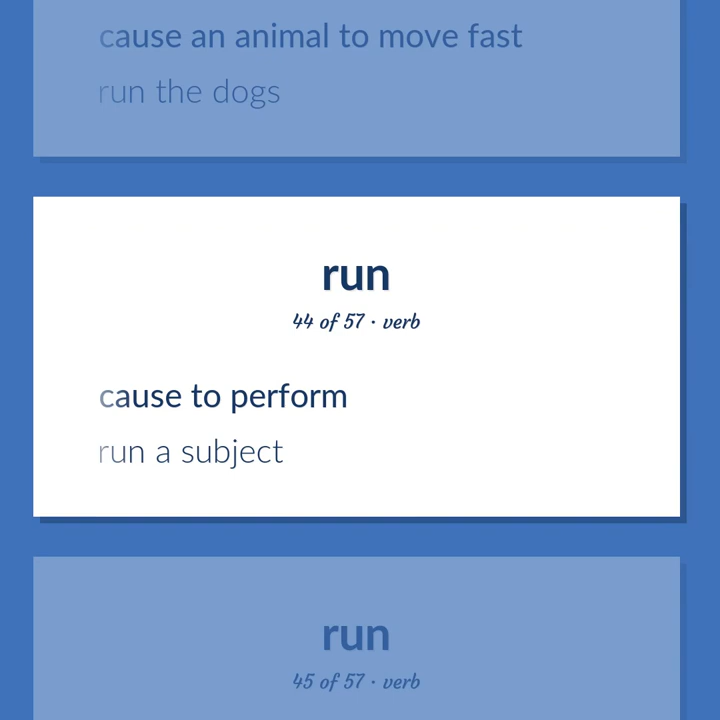 cause an animal to move fast
run the dogs
run
44 of 57 · verb
cause to perform
run a subject
run
45 of 57 · verb